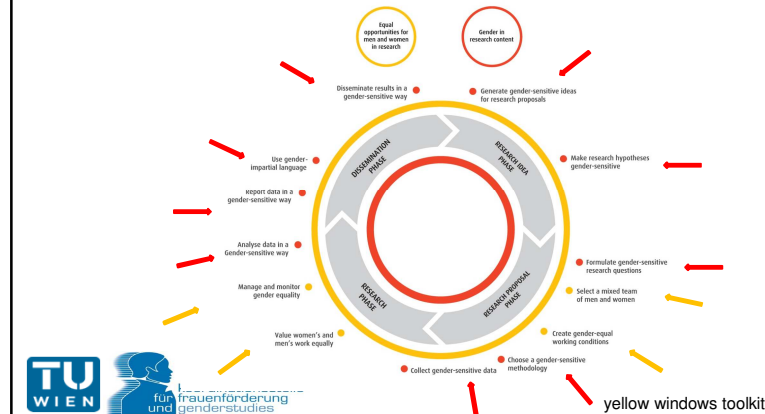 Equal
opportunities for
men and women
in research
Gender in
research content
Disseminate results in a
gender-sensitive way
Generate gender-sensitive ideas
for research proposals
Use gender-
impartial language
DISSEMINATION
PHASE
RESEARCH IDEA
PHASE
Make research hypotheses
gender-sensitive
Report data in a
gender-sensitive way
Analyse data in a
Gender-sensitive way
Formulate gender-sensitive
research questions
Manage and monitor
gender equality
Select a mixed team
of men and women
RESEARCH
PHASE
RESEARCH PROPOSAL
PHASE
Value women's and
men's work equally
Create gender-equal
working conditions
Collect gender-sensitive data
Choose a gender-sensitive
methodology
TU
WIEN
für frauenförderung
und genderstudies
yellow windows toolkit